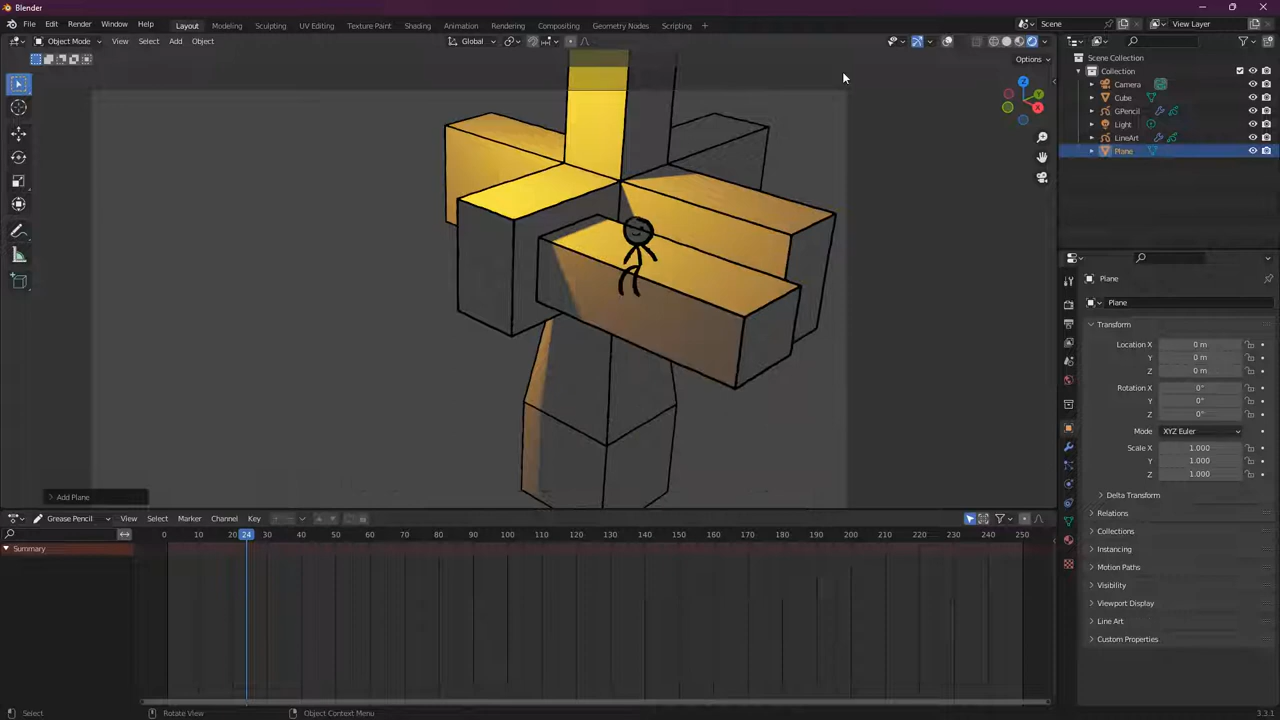 Blender
File Edit Render Window Help Layout Modeling Sculpting UV Editing Texture Paint Shading Animation Rendering Compositing Geometry Nodes Scripting + Scene View Layer
Object Mode View Select Add Object Global
Options
Scene Collection
Collection
Camera
Cube
GPencil
Light
LineArt
Plane
Z
Y
X
Plane
Plane
Transform
Location X 0 m
Y 0 m
Z 0 m
Rotation X 0°
Y 0°
Z 0°
Mode XYZ Euler
Scale X 1.000
Y 1.000
Z 1.000
Delta Transform
Relations
Collections
Instancing
Motion Paths
Visibility
Viewport Display
Line Art
Custom Properties
Add Plane
Grease Pencil View Select Marker Channel Key
0 10 20 24 30 40 50 60 70 80 90 100 110 120 130 140 150 160 170 180 190 200 210 220 230 240 250
Summary
Select Rotate View Object Context Menu 3.3.1